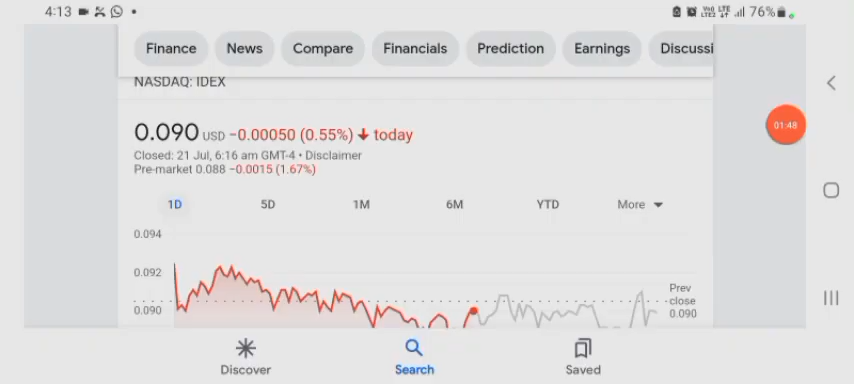 4:13
Vo0 LTE
LTE2
76%
Finance News Compare Financials Prediction Earnings Discussi
NASDAQ: IDEX
01:48
0.090 USD −0.00050 (0.55%) today
Closed: 21 Jul, 6:16 am GMT-4 • Disclaimer
Pre-market 0.088 −0.0015 (1.67%)
1D 5D 1M 6M YTD More
0.094
0.092
0.090
Prev
close
0.090
Discover Search Saved